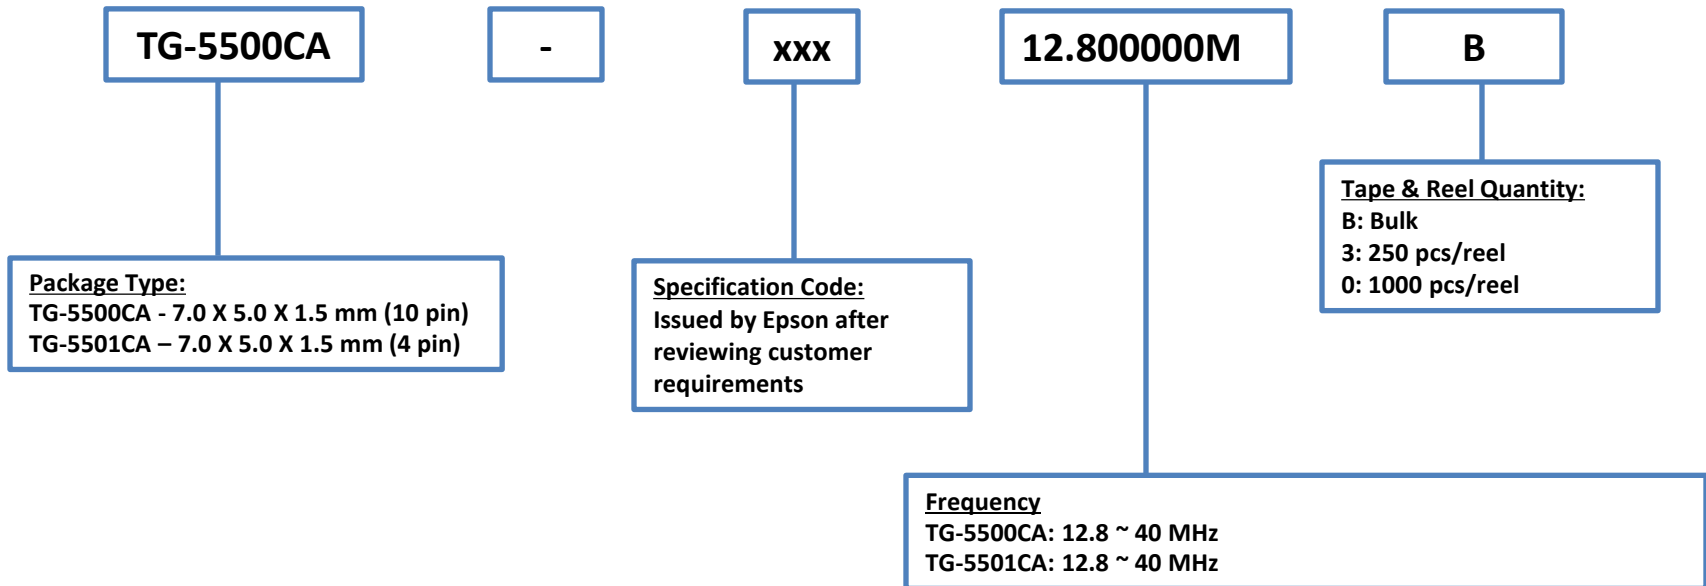 TG-5500CA - xxx 12.800000M B
Tape & Reel Quantity:
B: Bulk
3: 250 pcs/reel
0: 1000 pcs/reel
Package Type:
TG-5500CA - 7.0 X 5.0 X 1.5 mm (10 pin)
TG-5501CA – 7.0 X 5.0 X 1.5 mm (4 pin)
Specification Code:
Issued by Epson after
reviewing customer
requirements
Frequency
TG-5500CA: 12.8 ~ 40 MHz
TG-5501CA: 12.8 ~ 40 MHz